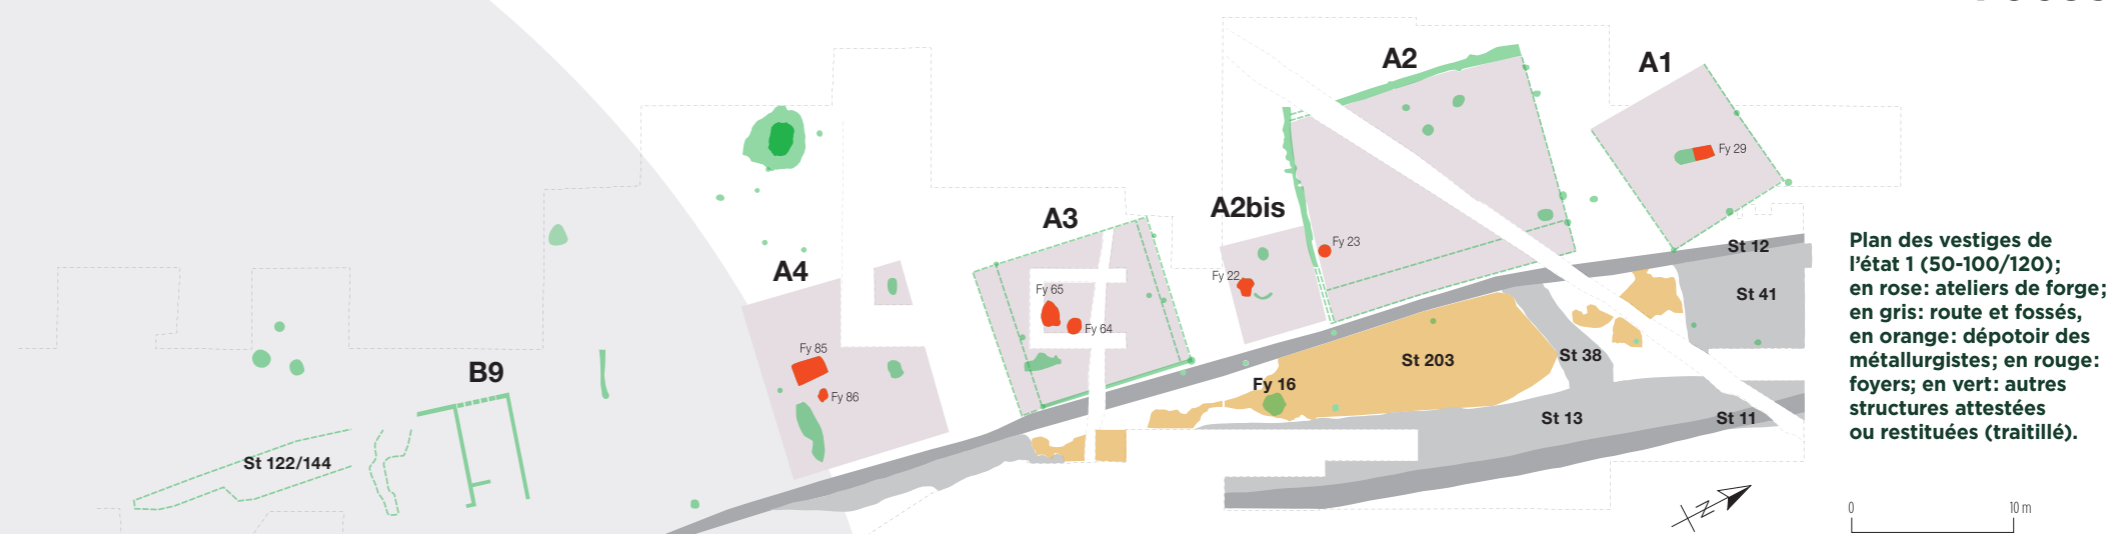 A2
A1
Fy 29
A2bis
A3
Fy 23
St 12
A4
Fy 22
Fy 65
St 41
Fy 64
Fy 85
St 38
St 203
B9
Fy 86
Fy 16
St 13
St 11
St 122/144
Plan des vestiges de
l’état 1 (50-100/120);
en rose: ateliers de forge;
en gris: route et fossés,
en orange: dépotoir des
métallurgistes; en rouge:
foyers; en vert: autres
structures attestées
ou restituées (traitillé).
N
0 10 m